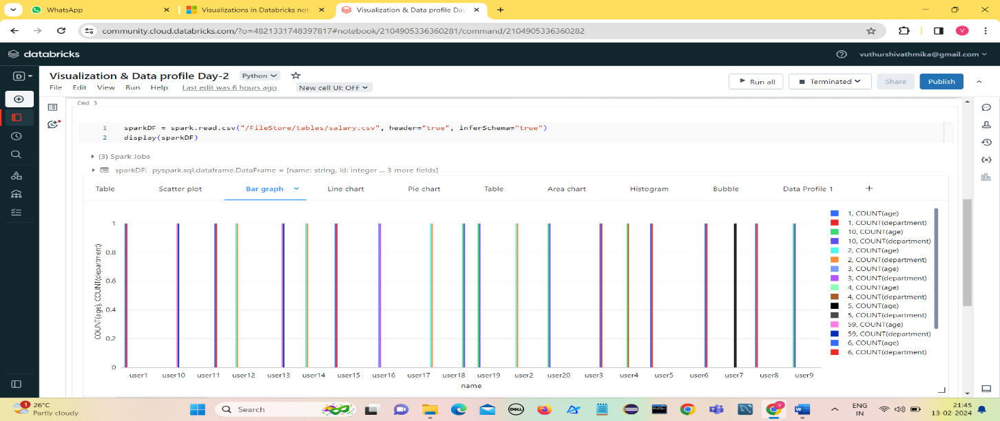 WhatsApp
Visualizations in Databricks not
Visualization & Data profile Day
community.cloud.databricks.com/?o=4821331748397817#notebook/2104905336360281/command/2104905336360282
V
databricks
vuthurshivathmika@gmail.com
D
Visualization & Data profile Day-2 Python
File Edit View Run Help Last edit was 6 hours ago New cell UI: OFF
Run all Terminated Share Publish
Cmd 3
1 sparkDF = spark.read.csv("/FileStore/tables/salary.csv", header="true", inferSchema="true")
2 display(sparkDF)
(3) Spark Jobs
sparkDF: pyspark.sql.dataframe.DataFrame = [name: string, id: integer ... 3 more fields]
Table Scatter plot Bar graph Line chart Pie chart Table Area chart Histogram Bubble Data Profile 1 +
COUNT(age), COUNT(department)
1
0.8
0.6
0.4
0.2
0
user1 user10 user11 user12 user13 user14 user15 user16 user17 user18 user19 user2 user20 user3 user4 user5 user6 user7 user8 user9
name
1, COUNT(age)
1, COUNT(department)
10, COUNT(age)
10, COUNT(department)
2, COUNT(age)
2, COUNT(department)
3, COUNT(age)
3, COUNT(department)
4, COUNT(age)
4, COUNT(department)
5, COUNT(age)
5, COUNT(department)
59, COUNT(age)
59, COUNT(department)
6, COUNT(age)
6, COUNT(department)
1
26°C
Partly cloudy
Search
DELL
MySQL
V
ENG
IN
21:45
13-02-2024